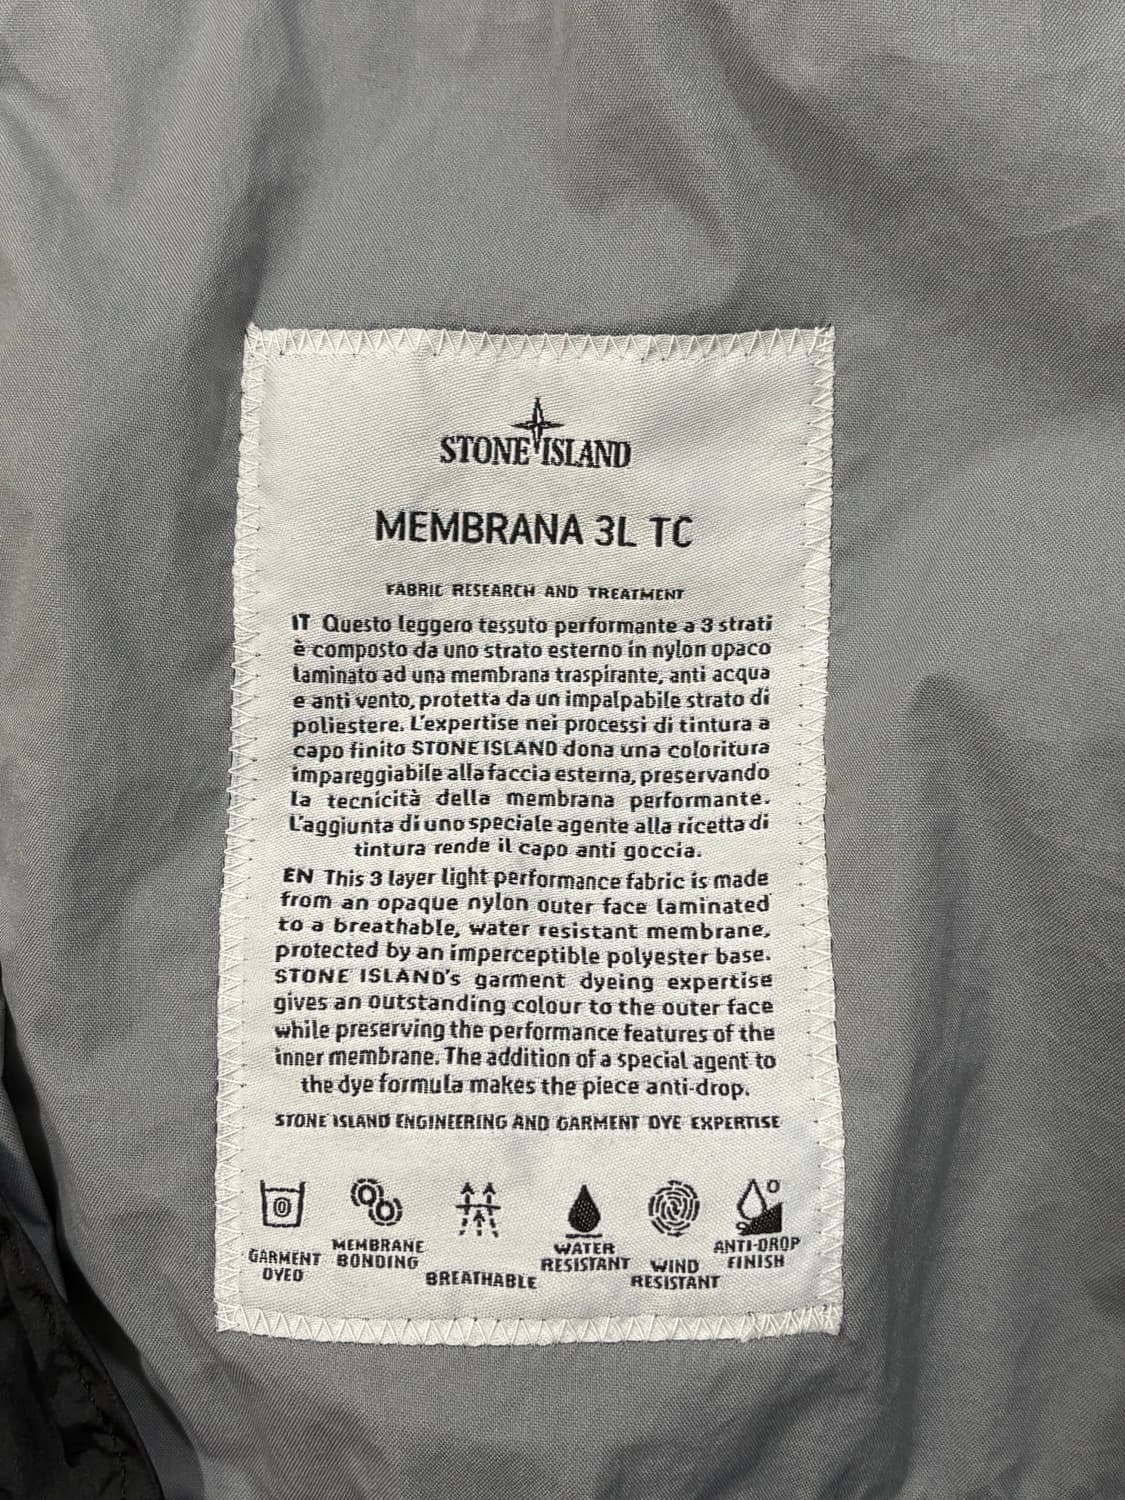 STONE ISLAND
MEMBRANA 3L TC
FABRIC RESEARCH AND TREATMENT
IT Questo leggero tessuto performante a 3 strati
è composto da uno strato esterno in nylon opaco
laminato ad una membrana traspirante, anti acqua
e anti vento, protetta da un impalpabile strato di
poliestere. L'expertise nei processi di tintura a
capo finito STONE ISLAND dona una coloritura
impareggiabile alla faccia esterna, preservando
la tecnicità della membrana performante.
L'aggiunta di uno speciale agente alla ricetta di
tintura rende il capo anti goccia.
EN This 3 layer light performance fabric is made
from an opaque nylon outer face laminated
to a breathable, water resistant membrane,
protected by an imperceptible polyester base.
STONE ISLAND's garment dyeing expertise
gives an outstanding colour to the outer face
while preserving the performance features of the
inner membrane. The addition of a special agent to
the dye formula makes the piece anti-drop.
STONE ISLAND ENGINEERING AND GARMENT DYE EXPERTISE
GARMENT
DYED
MEMBRANE
BONDING
BREATHABLE
WATER
RESISTANT
WIND
RESISTANT
ANTI-DROP
FINISH